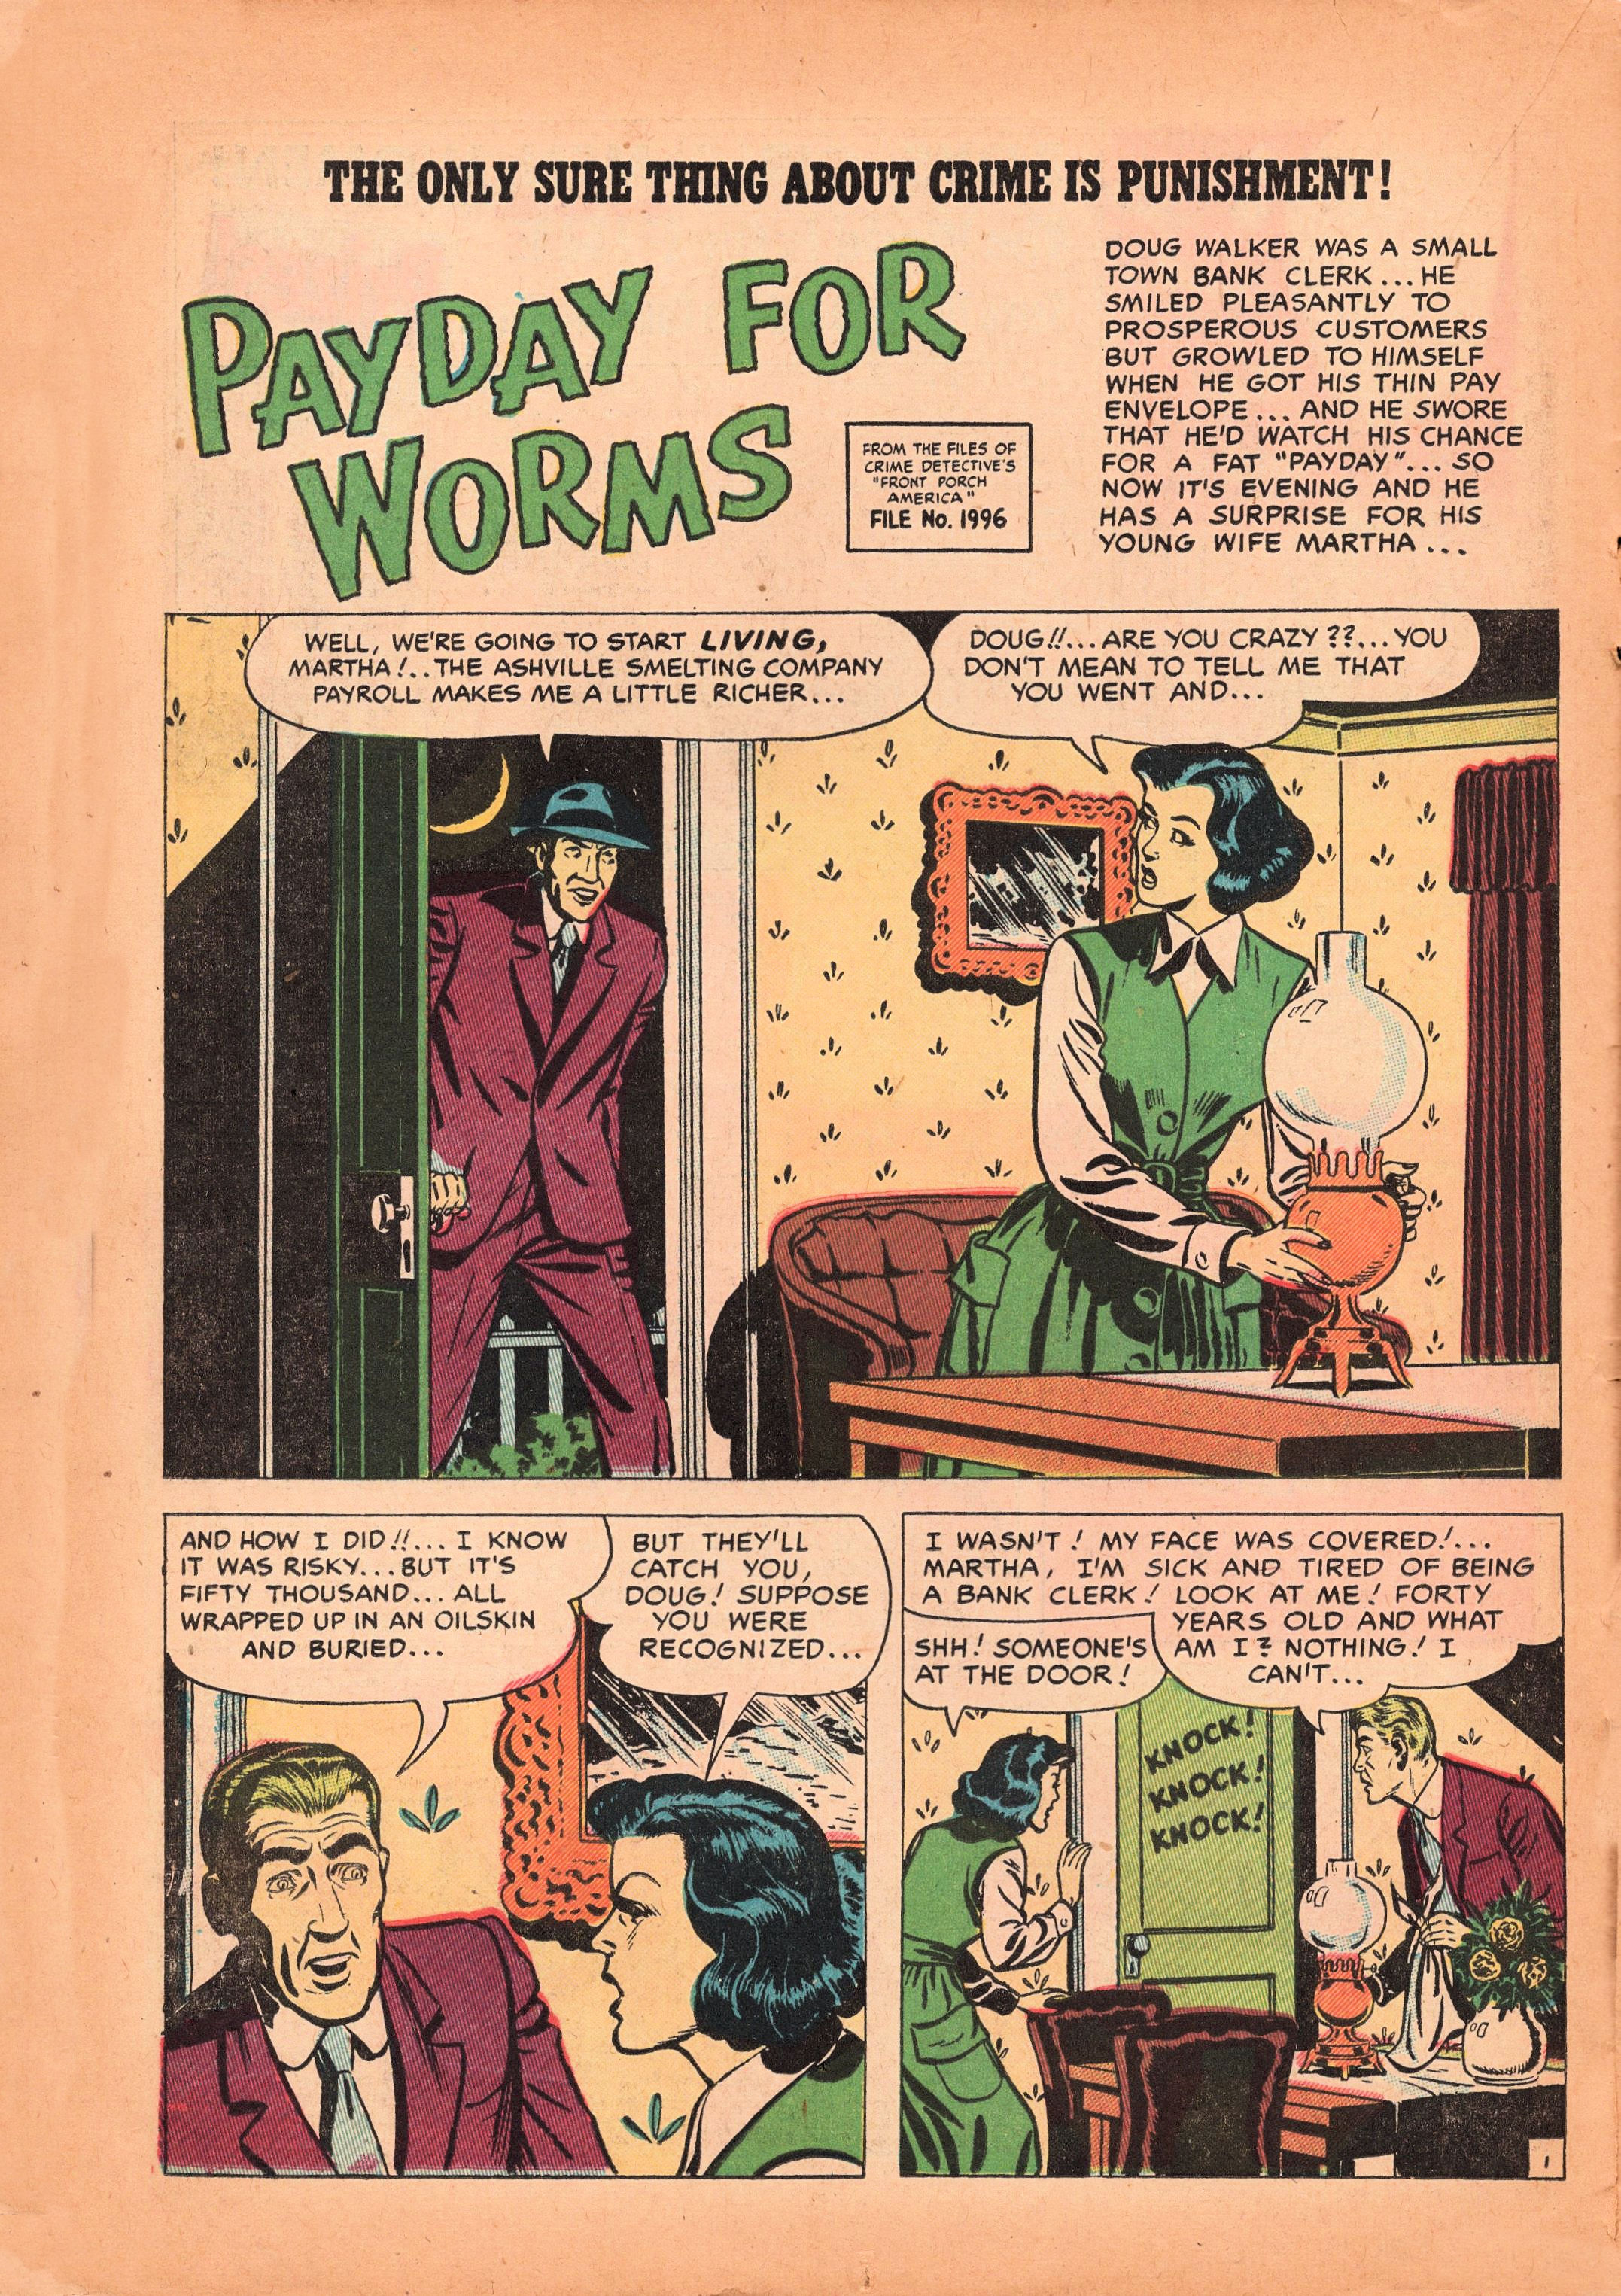 THE ONLY SURE THING ABOUT CRIME IS PUNISHMENT!
PAYDAY FOR
WORMS
FROM THE FILES OF
CRIME DETECTIVE'S
"FRONT PORCH
AMERICA"
FILE No. 1996
DOUG WALKER WAS A SMALL
TOWN BANK CLERK... HE
SMILED PLEASANTLY TO
PROSPEROUS CUSTOMERS
BUT GROWLED TO HIMSELF
WHEN HE GOT HIS THIN PAY
ENVELOPE... AND HE SWORE
THAT HE'D WATCH HIS CHANCE
FOR A FAT "PAYDAY"... SO
NOW IT'S EVENING AND HE
HAS A SURPRISE FOR HIS
YOUNG WIFE MARTHA...
WELL, WE'RE GOING TO START LIVING,
MARTHA!..THE ASHVILLE SMELTING COMPANY
PAYROLL MAKES ME A LITTLE RICHER...
DOUG!!...ARE YOU CRAZY??...YOU
DON'T MEAN TO TELL ME THAT
YOU WENT AND...
AND HOW I DID!!... I KNOW
IT WAS RISKY...BUT IT'S
FIFTY THOUSAND... ALL
WRAPPED UP IN AN OILSKIN
AND BURIED...
BUT THEY'LL
CATCH YOU,
DOUG! SUPPOSE
YOU WERE
RECOGNIZED...
I WASN'T! MY FACE WAS COVERED!...
MARTHA, I'M SICK AND TIRED OF BEING
A BANK CLERK! LOOK AT ME! FORTY
YEARS OLD AND WHAT
AM I? NOTHING! I
CAN'T...
SHH! SOMEONE'S
AT THE DOOR!
KNOCK!
KNOCK!
KNOCK!
1